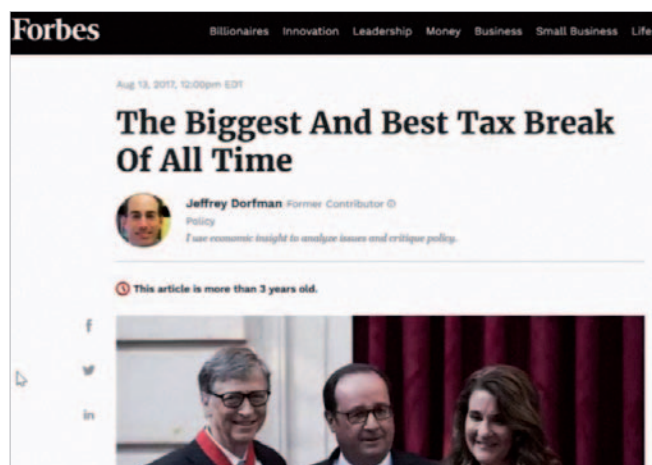 Forbes
Billionaires Innovation Leadership Money Business Small Business Life
Aug 13, 2017, 12:00pm EDT
The Biggest And Best Tax Break
Of All Time
Jeffrey Dorfman Former Contributor
Policy
I use economic insight to analyze issues and critique policy.
This article is more than 3 years old.
f
in